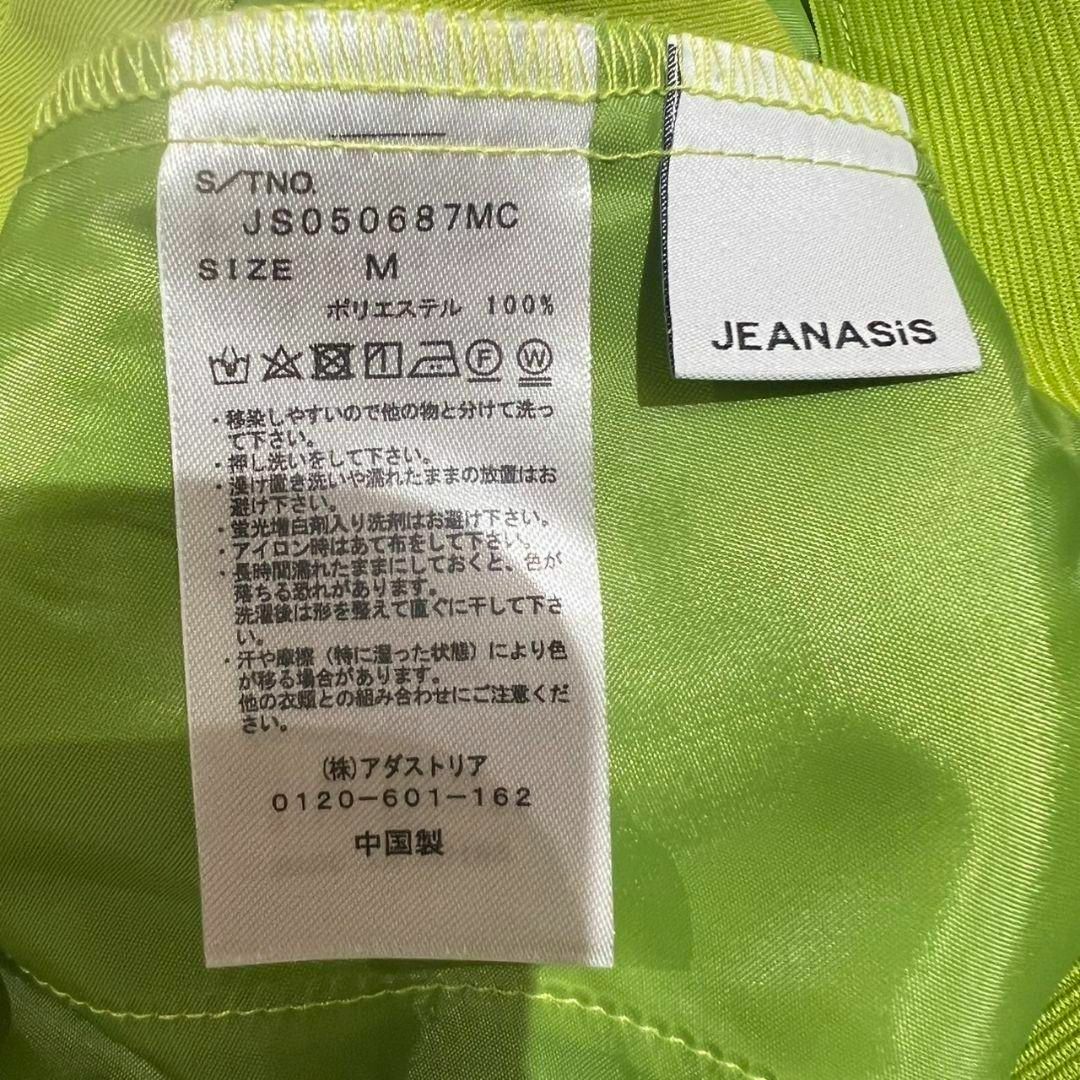 S/TNO.
JS050687MC
SIZE M
ポリエステル 100%
F W
・移染しやすいので他の物と分けて洗っ
て下さい。
・押し洗いをして下さい。
・浸け置き洗いや濡れたままの放置はお
避け下さい。
・蛍光増白剤入り洗剤はお避け下さい。
・アイロン時はあて布をして下さい。
・長時間濡れたままにしておくと、色が
落ちる恐れがあります。
洗濯後は形を整えて直ぐに干して下さ
い。
・汗や摩擦（特に湿った状態）により色
が移る場合があります。
他の衣類との組み合わせにご注意くだ
さい。
(株)アダストリア
0120-601-162
中国製
JEANASiS